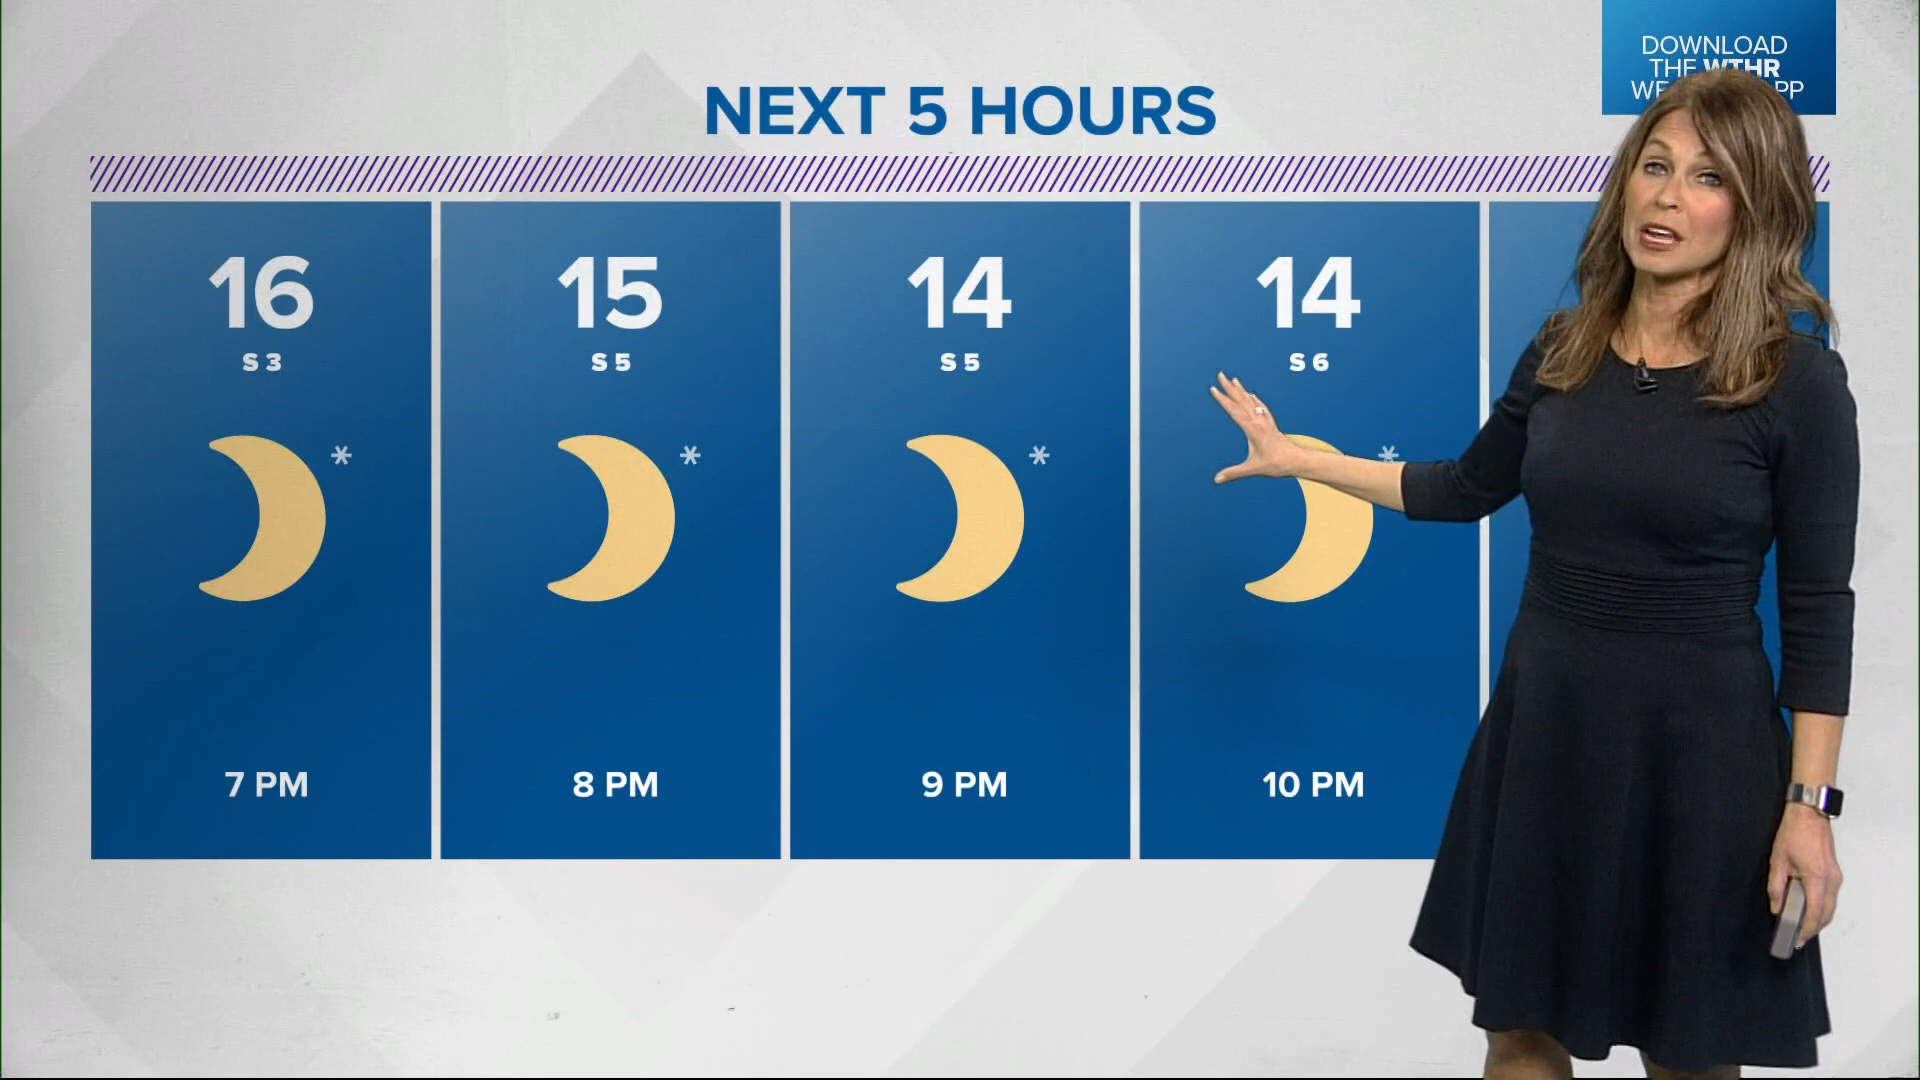 DOWNLOAD
THE WTHR
NEXT 5 HOURS
16
S 3
7 PM
15
S 5
8 PM
14
S 5
9 PM
14
S 6
10 PM